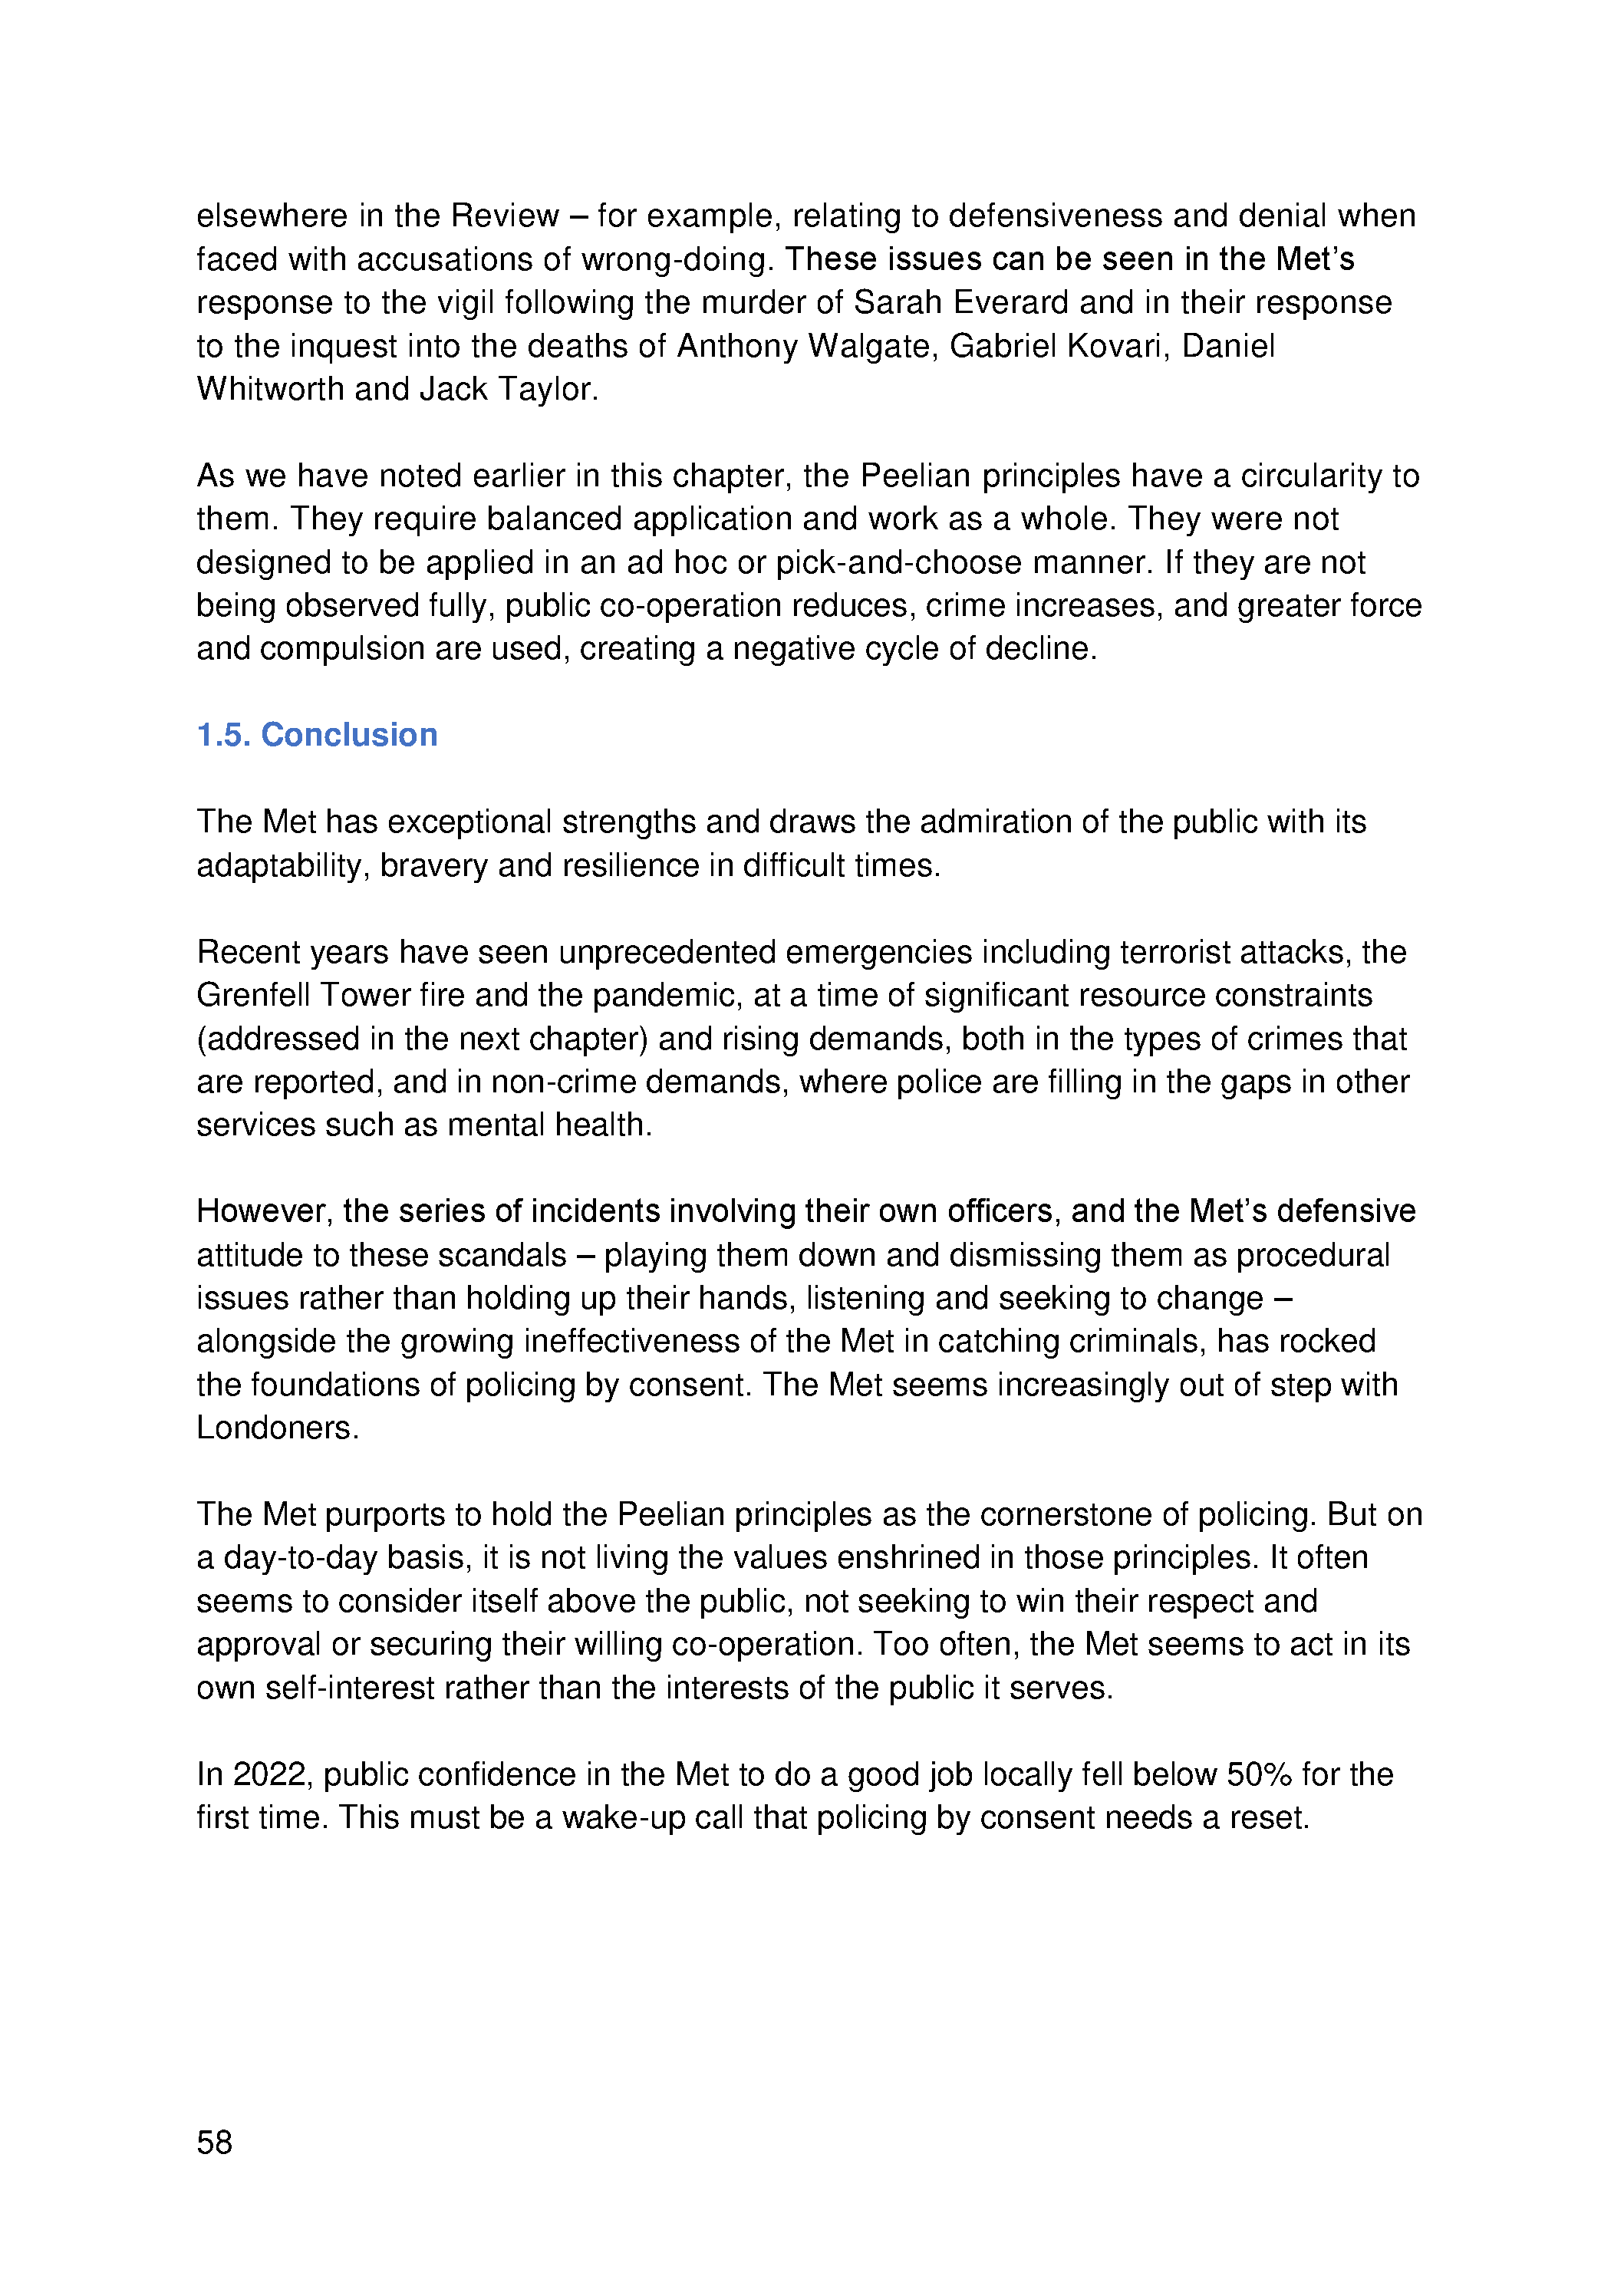 elsewhere in the Review – for example, relating to defensiveness and denial when
faced with accusations of wrong-doing. These issues can be seen in the Met’s
response to the vigil following the murder of Sarah Everard and in their response
to the inquest into the deaths of Anthony Walgate, Gabriel Kovari, Daniel
Whitworth and Jack Taylor.
As we have noted earlier in this chapter, the Peelian principles have a circularity to
them. They require balanced application and work as a whole. They were not
designed to be applied in an ad hoc or pick-and-choose manner. If they are not
being observed fully, public co-operation reduces, crime increases, and greater force
and compulsion are used, creating a negative cycle of decline.
1.5. Conclusion
The Met has exceptional strengths and draws the admiration of the public with its
adaptability, bravery and resilience in difficult times.
Recent years have seen unprecedented emergencies including terrorist attacks, the
Grenfell Tower fire and the pandemic, at a time of significant resource constraints
(addressed in the next chapter) and rising demands, both in the types of crimes that
are reported, and in non-crime demands, where police are filling in the gaps in other
services such as mental health.
However, the series of incidents involving their own officers, and the Met’s defensive
attitude to these scandals – playing them down and dismissing them as procedural
issues rather than holding up their hands, listening and seeking to change –
alongside the growing ineffectiveness of the Met in catching criminals, has rocked
the foundations of policing by consent. The Met seems increasingly out of step with
Londoners.
The Met purports to hold the Peelian principles as the cornerstone of policing. But on
a day-to-day basis, it is not living the values enshrined in those principles. It often
seems to consider itself above the public, not seeking to win their respect and
approval or securing their willing co-operation. Too often, the Met seems to act in its
own self-interest rather than the interests of the public it serves.
In 2022, public confidence in the Met to do a good job locally fell below 50% for the
first time. This must be a wake-up call that policing by consent needs a reset.
58